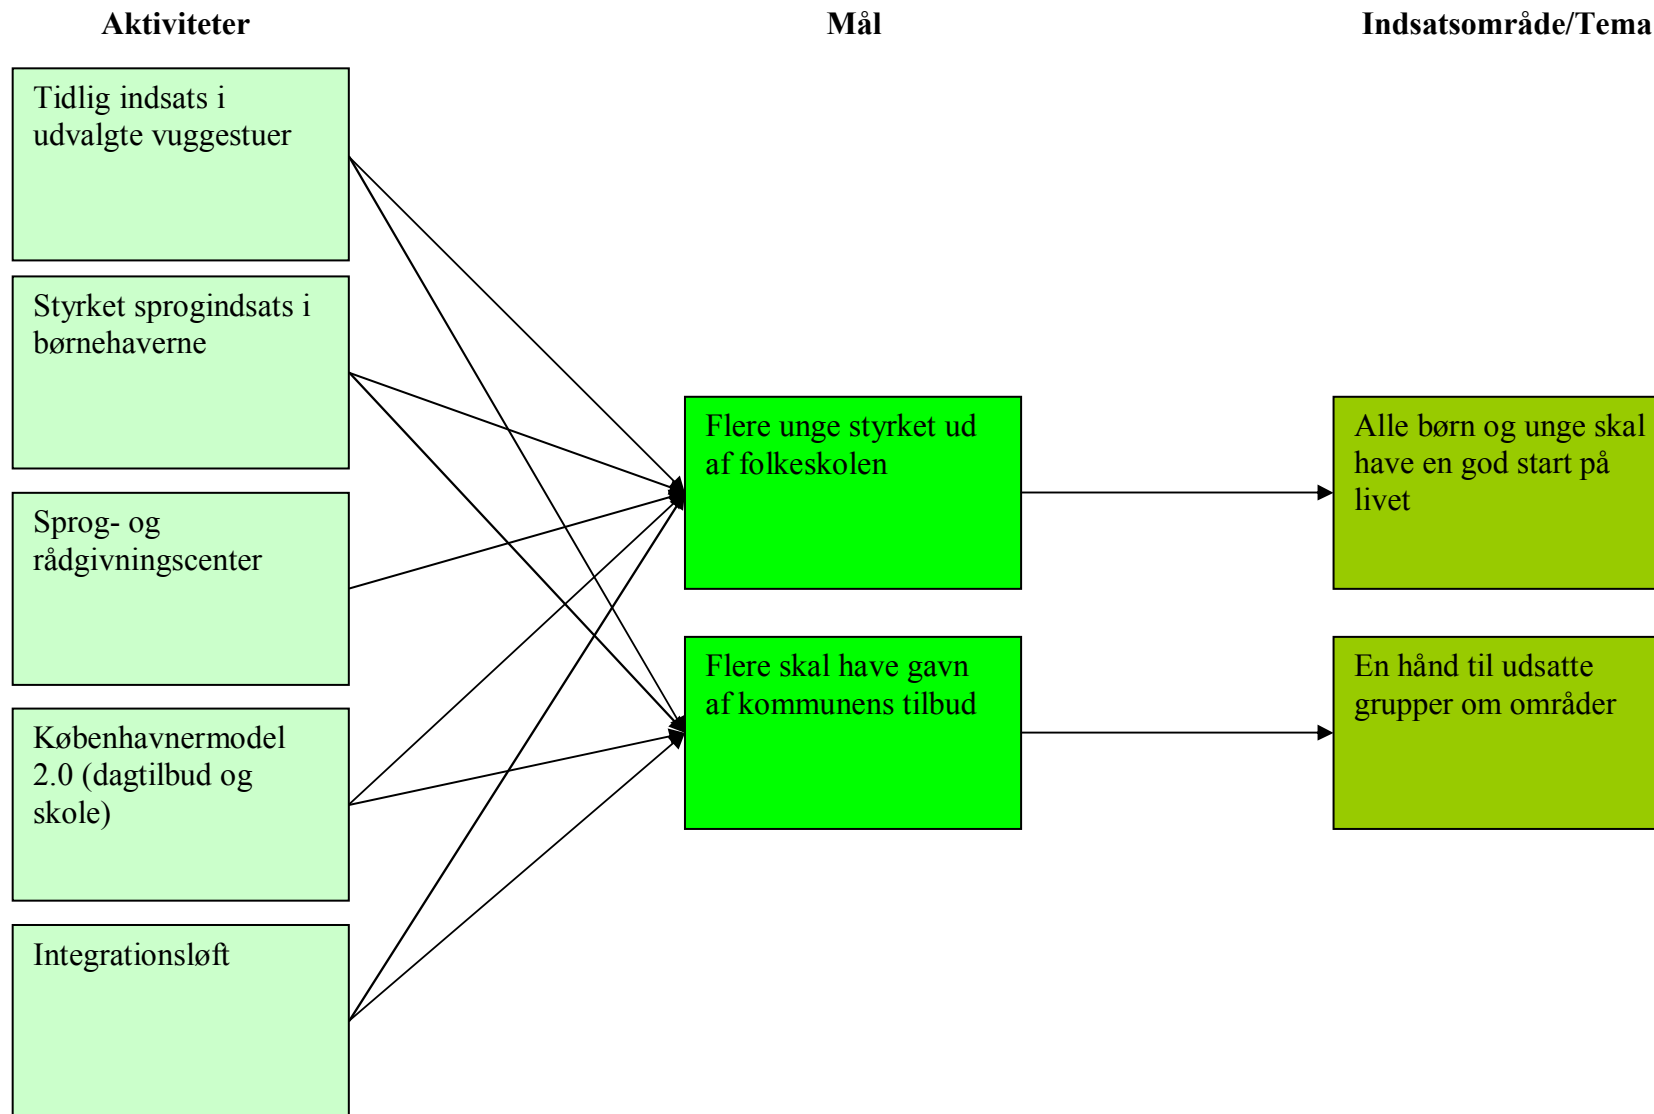 Aktiviteter
Mål
Indsatsområde/Tema
Tidlig indsats i
udvalgte vuggestuer
Styrket sprogindsats i
børnehaverne
Sprog- og
rådgivningscenter
Københavnermodel
2.0 (dagtilbud og
skole)
Integrationsløft
Flere unge styrket ud
af folkeskolen
Flere skal have gavn
af kommunens tilbud
Alle børn og unge skal
have en god start på
livet
En hånd til udsatte
grupper om områder